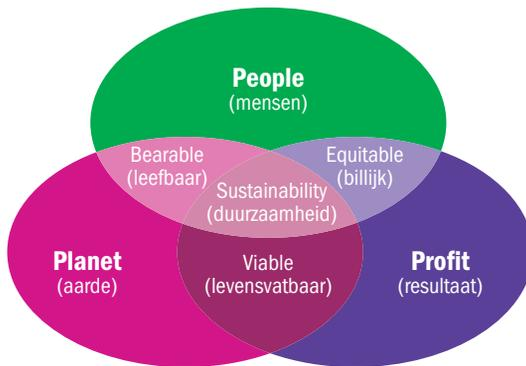 People
(mensen)
Bearable
(leefbaar)
Equitable
(billijk)
Sustainability
(duurzaamheid)
Planet
(aarde)
Viable
(levensvatbaar)
Profit
(resultaat)